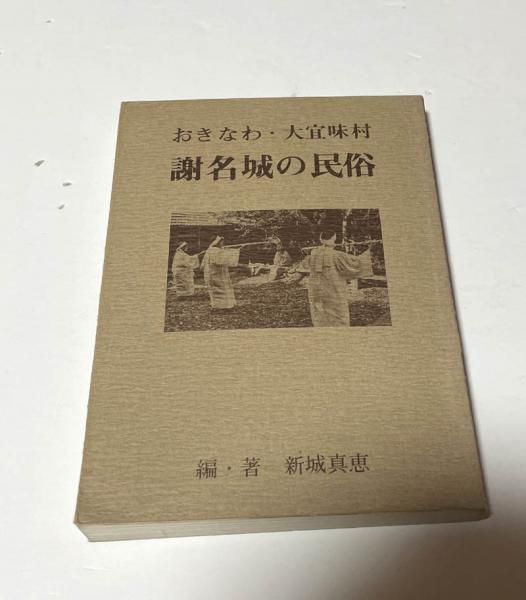 おきなわ・大宜味村
謝名城の民俗
編・著　新城真恵